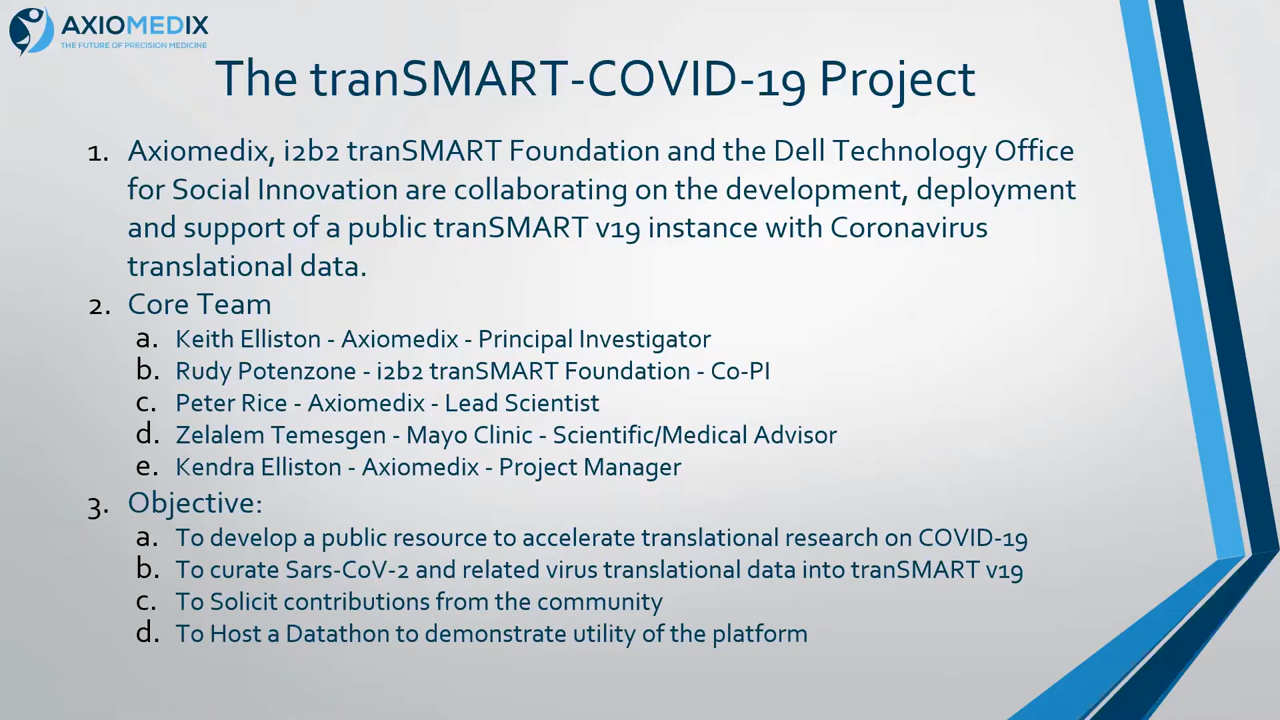 AXIOMEDIX
THE FUTURE OF PRECISION MEDICINE
The tranSMART-COVID-19 Project
1. Axiomedix, i2b2 tranSMART Foundation and the Dell Technology Office
for Social Innovation are collaborating on the development, deployment
and support of a public tranSMART v19 instance with Coronavirus
translational data.
2. Core Team
a. Keith Elliston - Axiomedix - Principal Investigator
b. Rudy Potenzone - i2b2 tranSMART Foundation - Co-PI
c. Peter Rice - Axiomedix - Lead Scientist
d. Zelalem Temesgen - Mayo Clinic - Scientific/Medical Advisor
e. Kendra Elliston - Axiomedix - Project Manager
3. Objective:
a. To develop a public resource to accelerate translational research on COVID-19
b. To curate Sars-CoV-2 and related virus translational data into tranSMART v19
c. To Solicit contributions from the community
d. To Host a Datathon to demonstrate utility of the platform